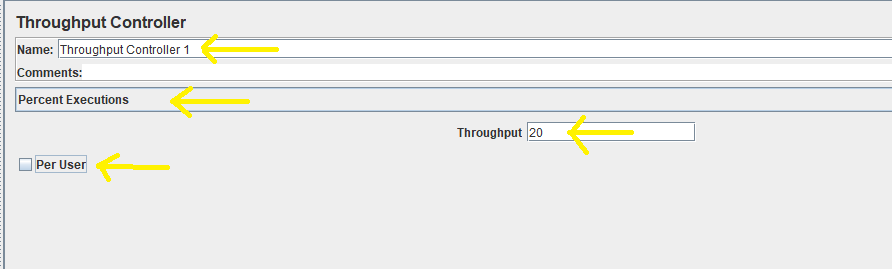 Throughput Controller
Name: Throughput Controller 1
Comments:
Percent Executions
Throughput 20
Per User